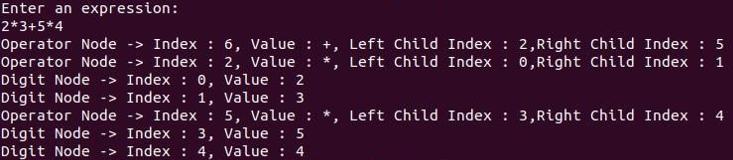 Enter an expression:
2*3+5*4
Operator Node -> Index : 6, Value : +, Left Child Index : 2,Right Child Index : 5
Operator Node -> Index : 2, Value : *, Left Child Index : 0,Right Child Index : 1
Digit Node -> Index : 0, Value : 2
Digit Node -> Index : 1, Value : 3
Operator Node -> Index : 5, Value : *, Left Child Index : 3,Right Child Index : 4
Digit Node -> Index : 3, Value : 5
Digit Node -> Index : 4, Value : 4